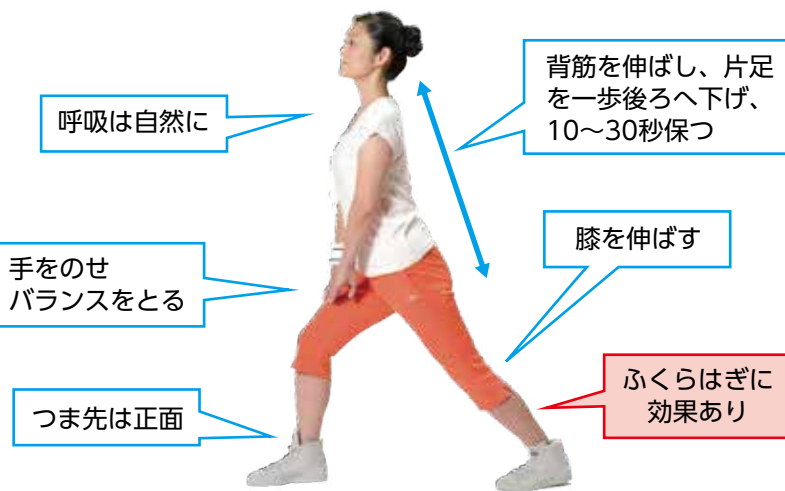 呼吸は自然に
背筋を伸ばし、片足
を一歩後ろへ下げ、
10～30秒保つ
手をのせ
バランスをとる
膝を伸ばす
つま先は正面
ふくらはぎに
効果あり